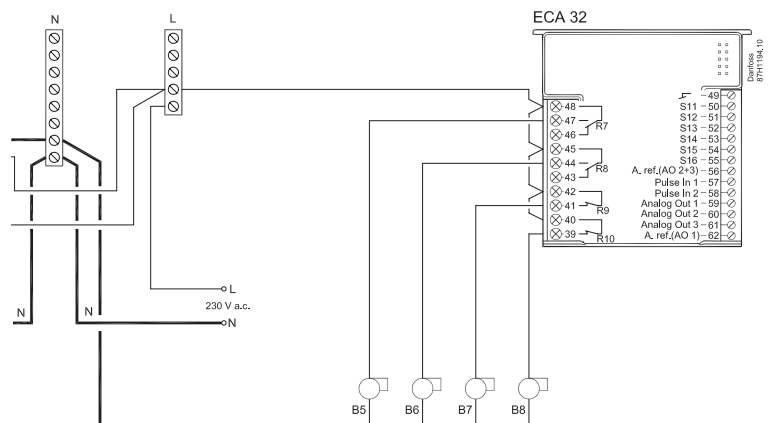 ECA 32
N
L
Danfoss
87H1194.10
48
47
46
R7
45
44
43
R8
42
41
R9
40
39
R10
49
S11 - 50
S12 - 51
S13 - 52
S14 - 53
S15 - 54
S16 - 55
A. ref.(AO 2+3) - 56
Pulse In 1 - 57
Pulse In 2 - 58
Analog Out 1 - 59
Analog Out 2 - 60
Analog Out 3 - 61
A. ref.(AO 1) - 62
L
230 V a.c.
N
N
N
B5
B6
B7
B8